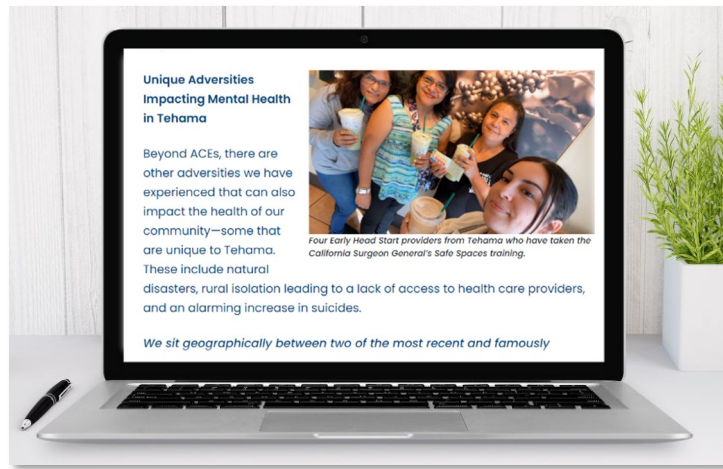 Unique Adversities
Impacting Mental Health
in Tehama
Beyond ACEs, there are
other adversities we have
experienced that can also
impact the health of our
community—some that
are unique to Tehama.
These include natural
Four Early Head Start providers from Tehama who have taken the
California Surgeon General's Safe Spaces training.
disasters, rural isolation leading to a lack of access to health care providers,
and an alarming increase in suicides.
We sit geographically between two of the most recent and famously